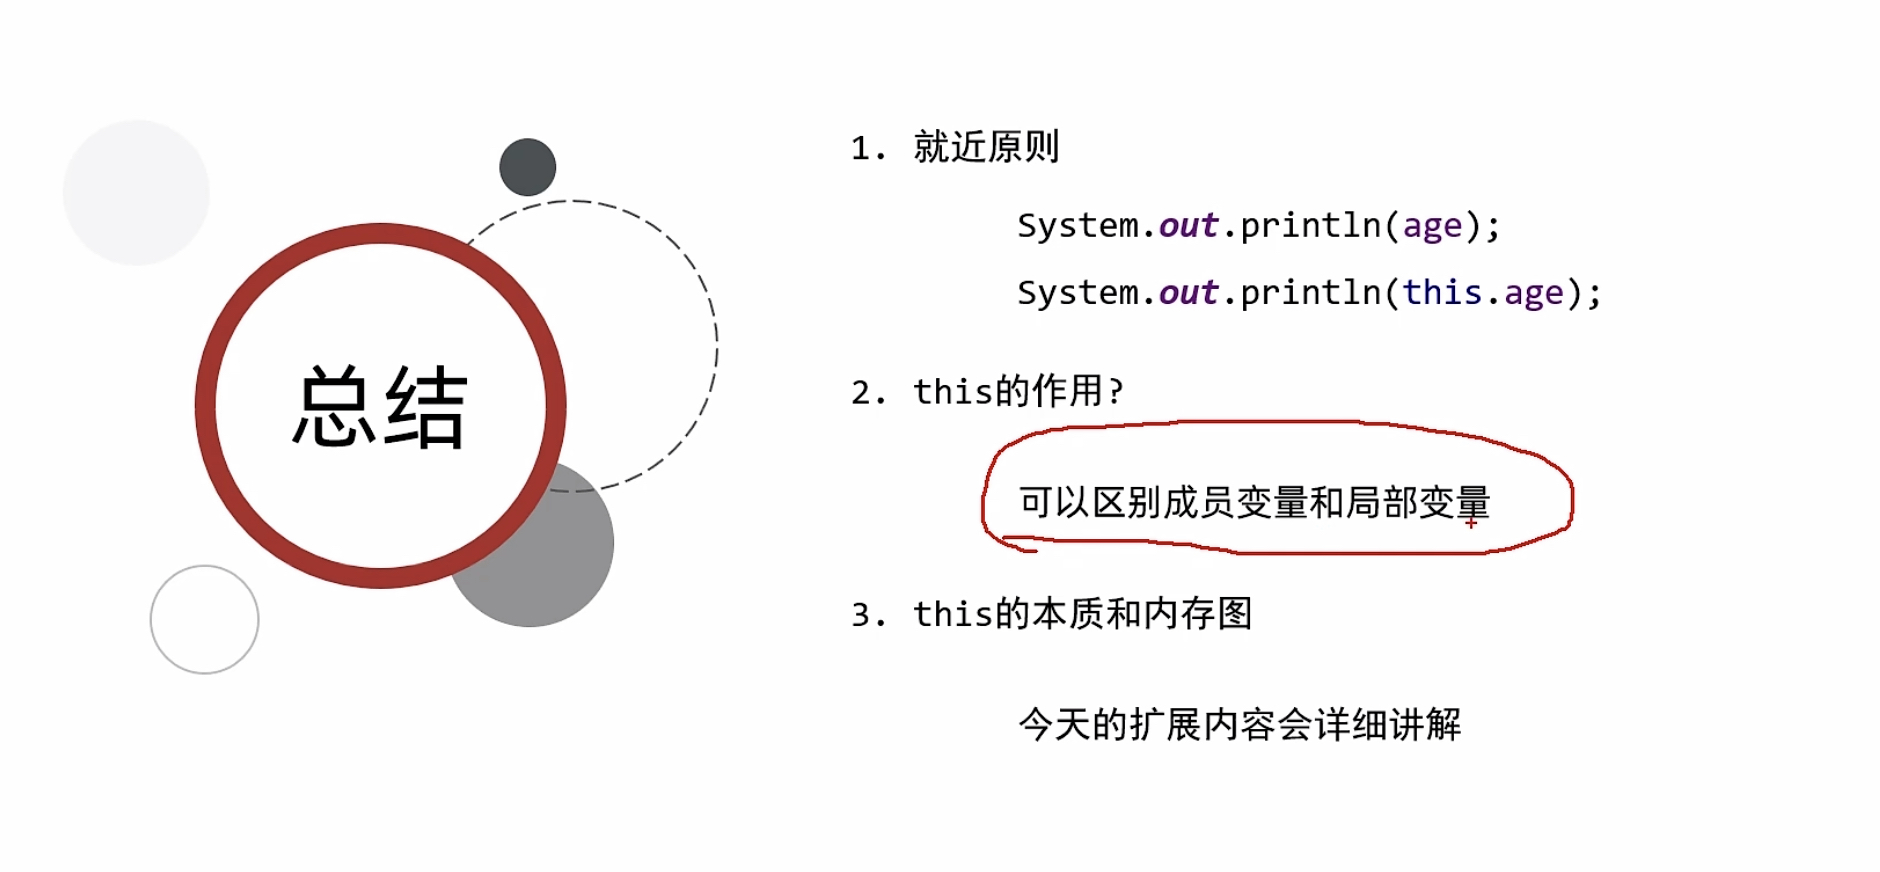 总结
1. 就近原则
System.out.println(age);
System.out.println(this.age);
2. this的作用?
可以区别成员变量和局部变量
3. this的本质和内存图
今天的扩展内容会详细讲解